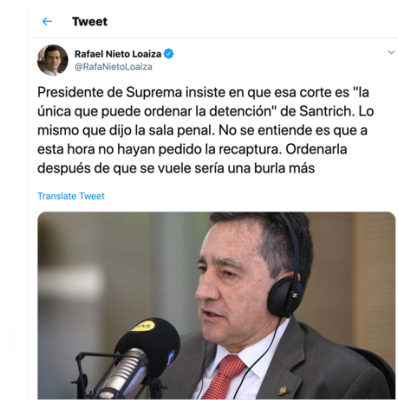 Tweet
Rafael Nieto Loaiza
@RafaNietoLoaiza
Presidente de Suprema insiste en que esa corte es "la
única que puede ordenar la detención" de Santrich. Lo
mismo que dijo la sala penal. No se entiende es que a
esta hora no hayan pedido la recaptura. Ordenarla
después de que se vuele sería una burla más
Translate Tweet